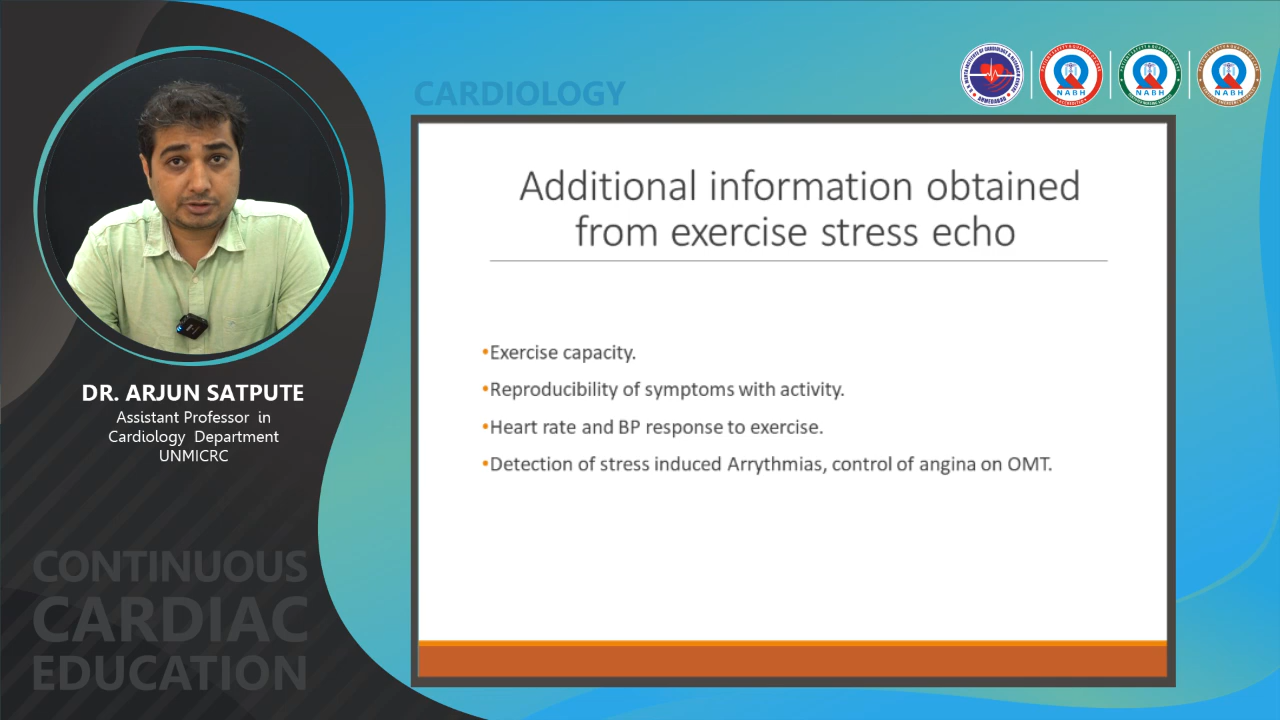 CARDIOLOGY
NABH
NABH
NABH
Additional information obtained
from exercise stress echo
•Exercise capacity.
•Reproducibility of symptoms with activity.
•Heart rate and BP response to exercise.
•Detection of stress induced Arrythmias, control of angina on OMT.
DR. ARJUN SATPUTE
Assistant Professor in
Cardiology Department
UNMICRC
CONTINUOUS
CARDIAC
EDUCATION